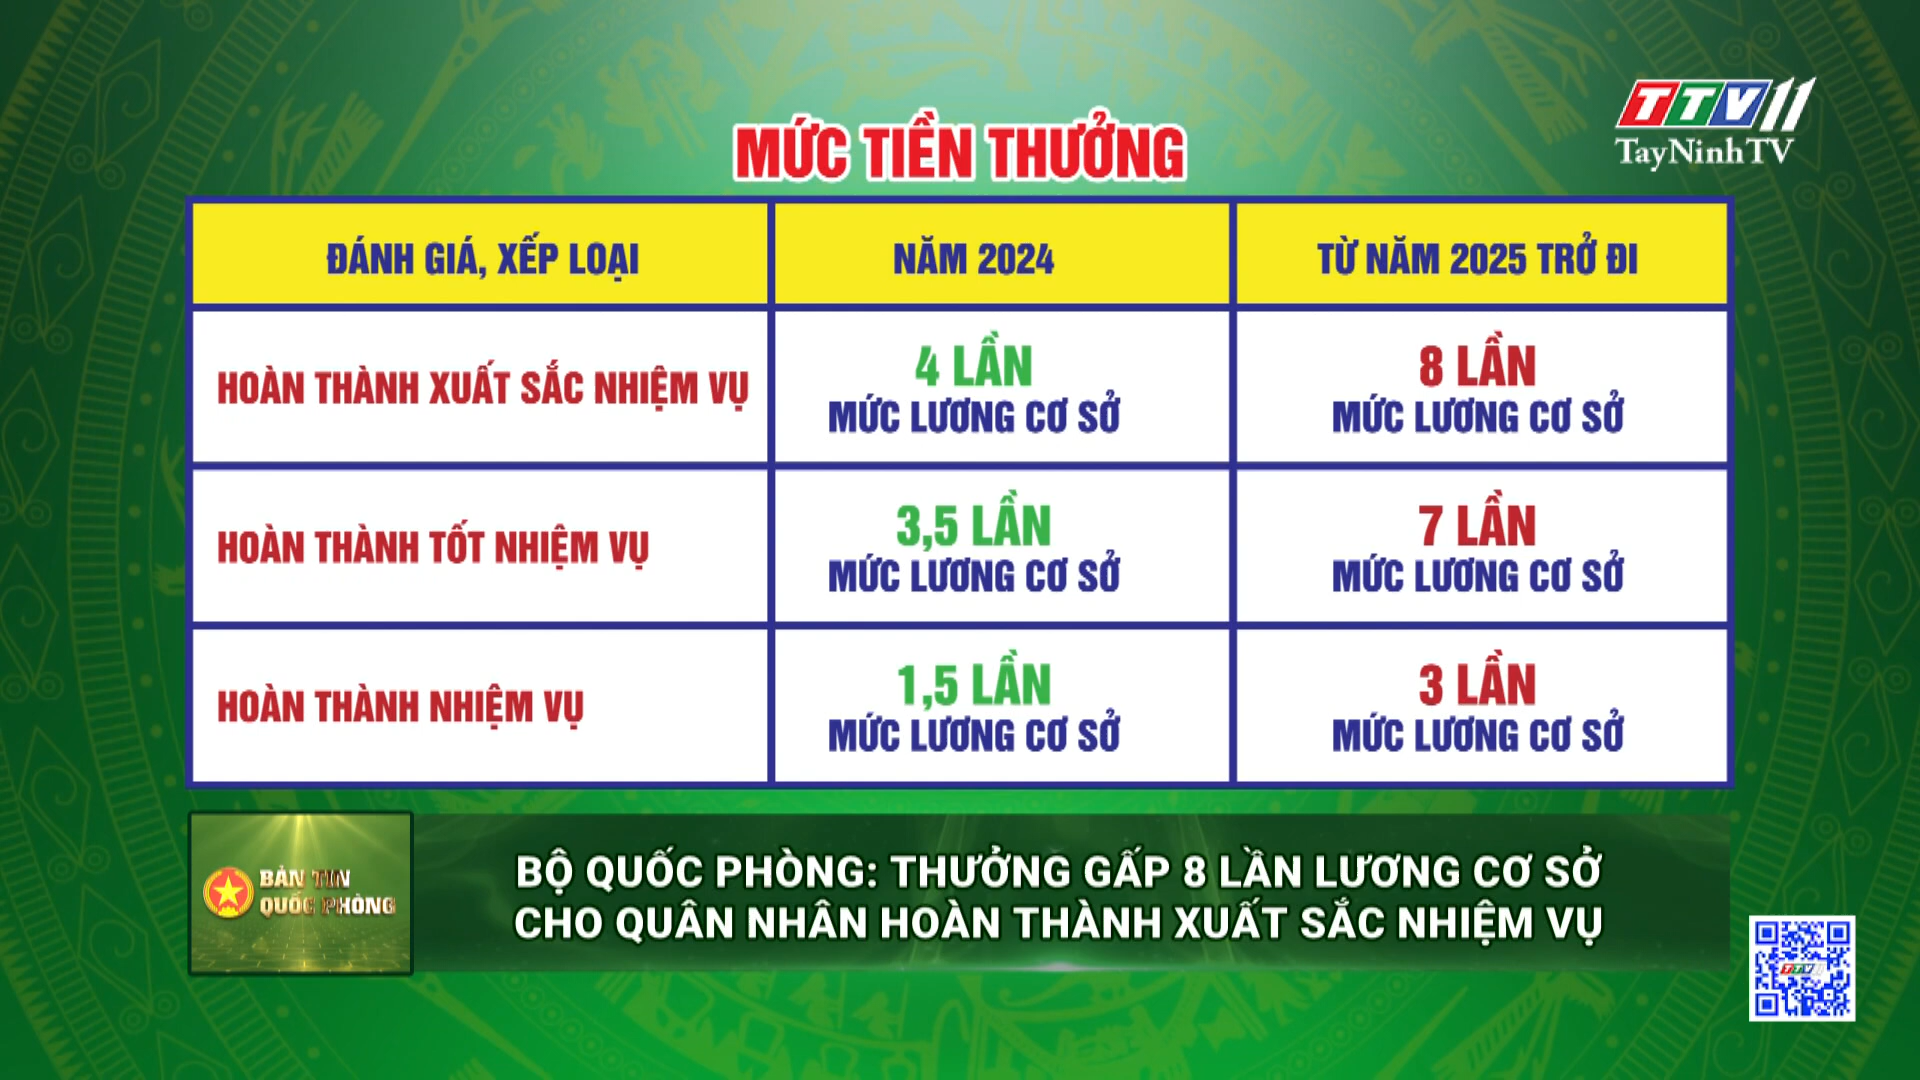 TTV11
TayNinhTV
MỨC TIỀN THƯỞNG
ĐÁNH GIÁ, XẾP LOẠI
NĂM 2024
TỪ NĂM 2025 TRỞ ĐI
HOÀN THÀNH XUẤT SẮC NHIỆM VỤ
4 LẦN
MỨC LƯƠNG CƠ SỞ
8 LẦN
MỨC LƯƠNG CƠ SỞ
HOÀN THÀNH TỐT NHIỆM VỤ
3,5 LẦN
MỨC LƯƠNG CƠ SỞ
7 LẦN
MỨC LƯƠNG CƠ SỞ
HOÀN THÀNH NHIỆM VỤ
1,5 LẦN
MỨC LƯƠNG CƠ SỞ
3 LẦN
MỨC LƯƠNG CƠ SỞ
BẢN TIN
QUỐC PHÒNG
BỘ QUỐC PHÒNG: THƯỞNG GẤP 8 LẦN LƯƠNG CƠ SỞ
CHO QUÂN NHÂN HOÀN THÀNH XUẤT SẮC NHIỆM VỤ
TTV11